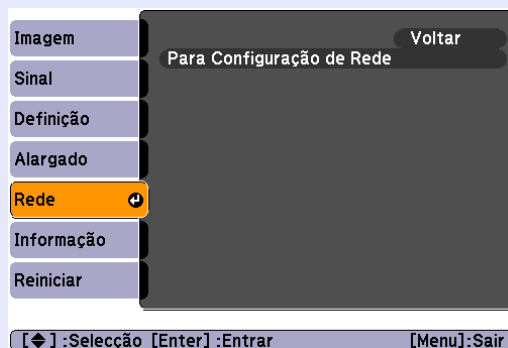 Imagem
Sinal
Definição
Alargado
Rede
Informação
Reiniciar
Voltar
Para Configuração de Rede
[◆] :Selecção [Enter] :Entrar [Menu]:Sair